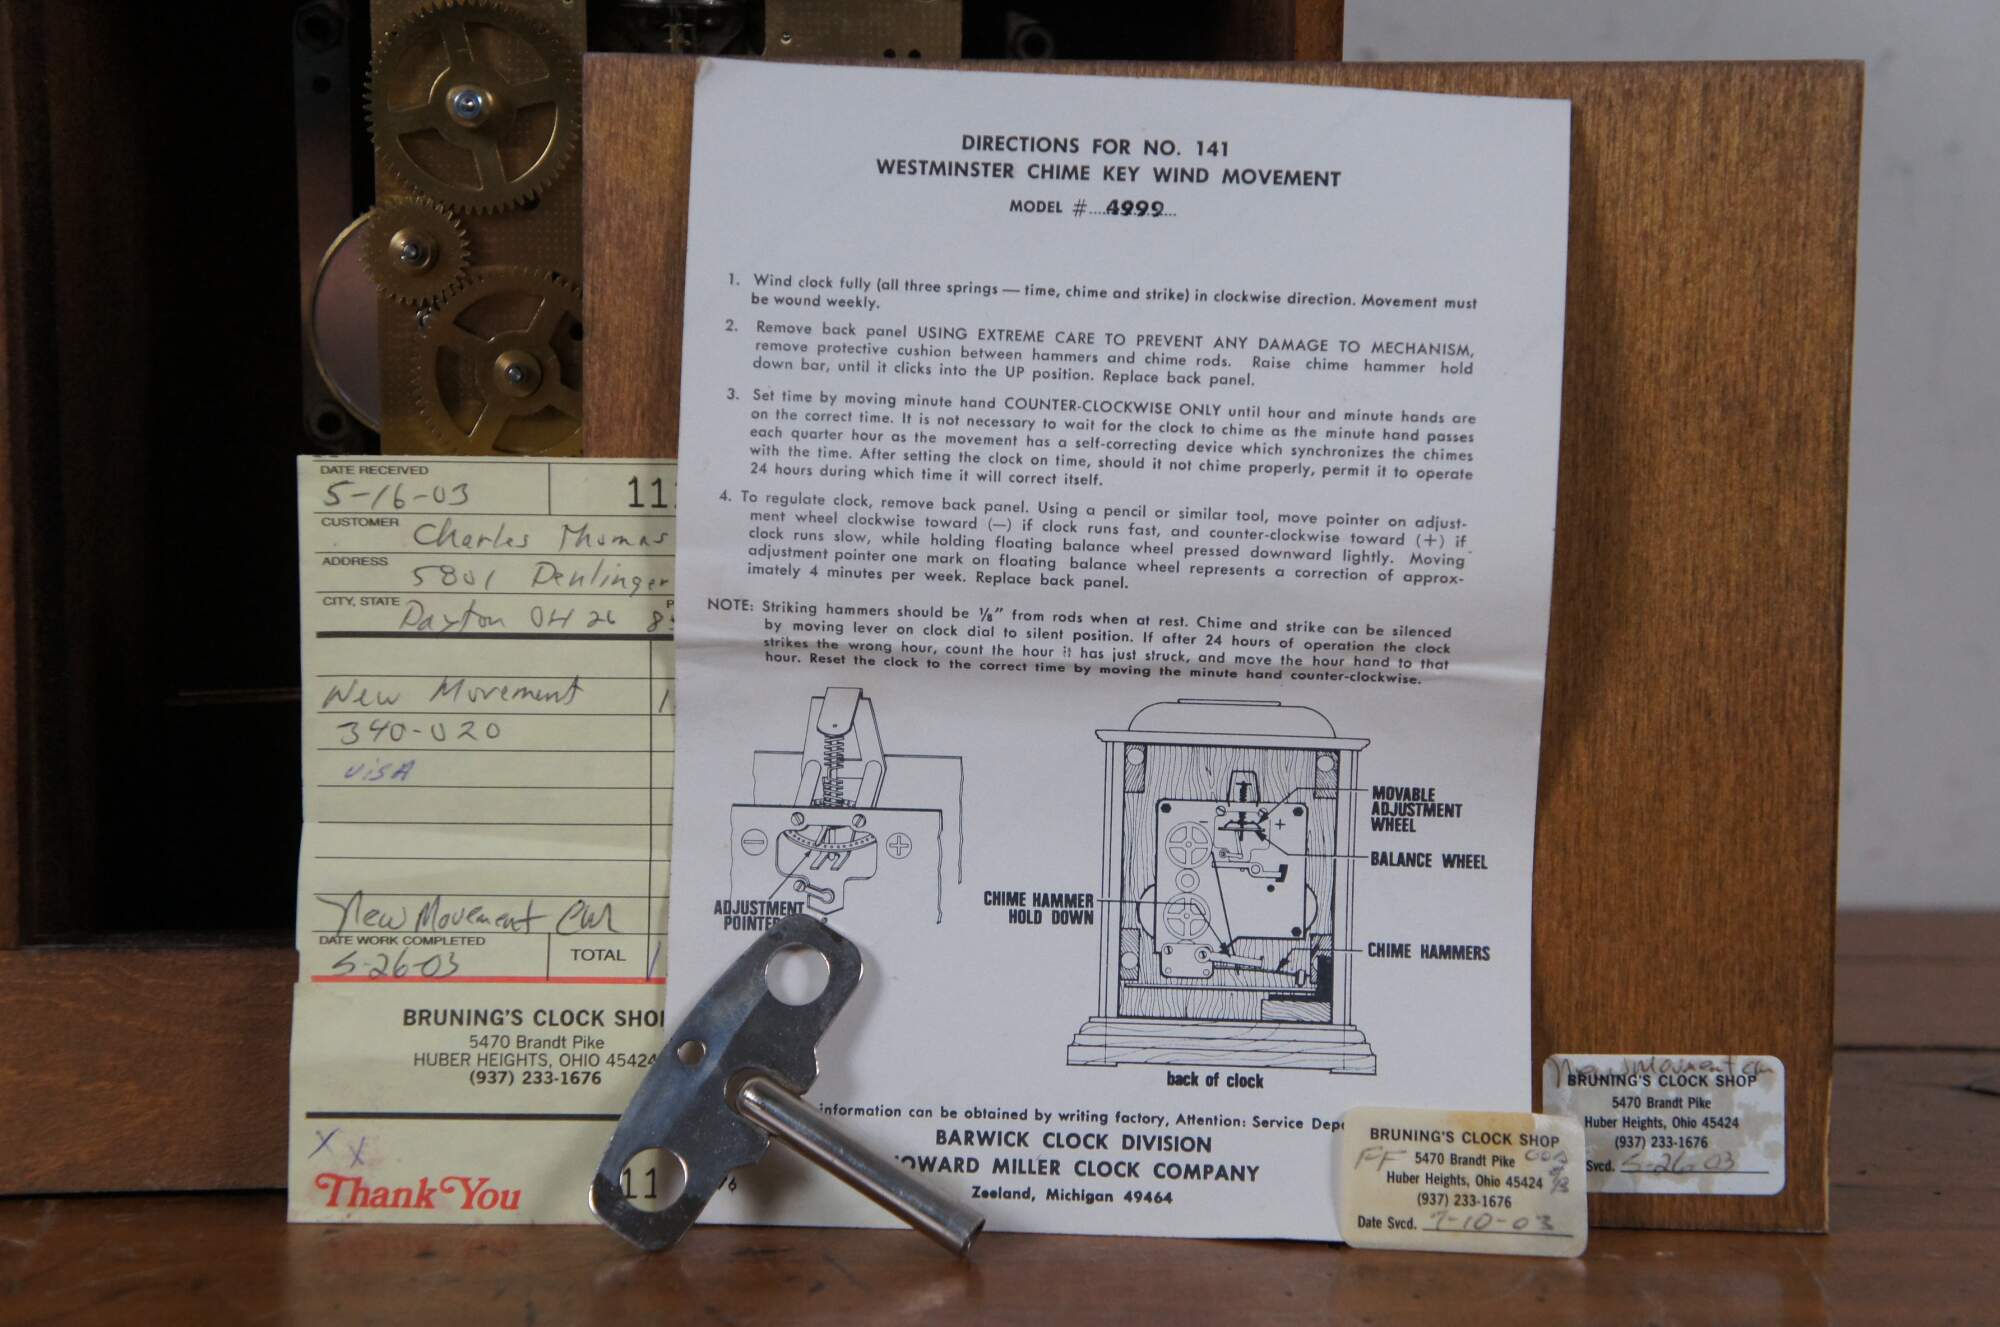 DATE RECEIVED
5-16-03
11
CUSTOMER Charles Thomas
ADDRESS 5801 Denlinger
CITY, STATE Dayton OH 26
New Movement
340-020
VISA
New Movement
DATE WORK COMPLETED
5-26-03
TOTAL
BRUNING'S CLOCK SHO
5470 Brandt Pike
HUBER HEIGHTS, OHIO 45424
(937) 233-1676
X X
Thank You
11
DIRECTIONS FOR NO. 141
WESTMINSTER CHIME KEY WIND MOVEMENT
MODEL #....4999...
1. Wind clock fully (all three springs — time, chime and strike) in clockwise direction. Movement must
be wound weekly.
2. Remove back panel USING EXTREME CARE TO PREVENT ANY DAMAGE TO MECHANISM,
remove protective cushion between hammers and chime rods. Raise chime hammer hold
down bar, until it clicks into the UP position. Replace back panel.
3. Set time by moving minute hand COUNTER-CLOCKWISE ONLY until hour and minute hands are
on the correct time. It is not necessary to wait for the clock to chime as the minute hand passes
each quarter hour as the movement has a self-correcting device which synchronizes the chimes
with the time. After setting the clock on time, should it not chime properly, permit it to operate
24 hours during which time it will correct itself.
4. To regulate clock, remove back panel. Using a pencil or similar tool, move pointer on adjust-
ment wheel clockwise toward (—) if clock runs fast, and counter-clockwise toward (+) if
clock runs slow, while holding floating balance wheel pressed downward lightly. Moving
adjustment pointer one mark on floating balance wheel represents a correction of approx-
imately 4 minutes per week. Replace back panel.
NOTE: Striking hammers should be ⅛" from rods when at rest. Chime and strike can be silenced
by moving lever on clock dial to silent position. If after 24 hours of operation the clock
strikes the wrong hour, count the hour it has just struck, and move the hour hand to that
hour. Reset the clock to the correct time by moving the minute hand counter-clockwise.
ADJUSTMENT
POINTER
MOVABLE
ADJUSTMENT
WHEEL
BALANCE WHEEL
CHIME HAMMER
HOLD DOWN
CHIME HAMMERS
back of clock
information can be obtained by writing factory, Attention: Service Dep
BARWICK CLOCK DIVISION
OWARD MILLER CLOCK COMPANY
Zeeland, Michigan 49464
76
BRUNING'S CLOCK SHOP
FF 5470 Brandt Pike
Huber Heights, Ohio 45424
(937) 233-1676
Date Svcd. 7-10-03
New Movement
BRUNING'S CLOCK SHOP
5470 Brandt Pike
Huber Heights, Ohio 45424
(937) 233-1676
Svcd. 5-26-03